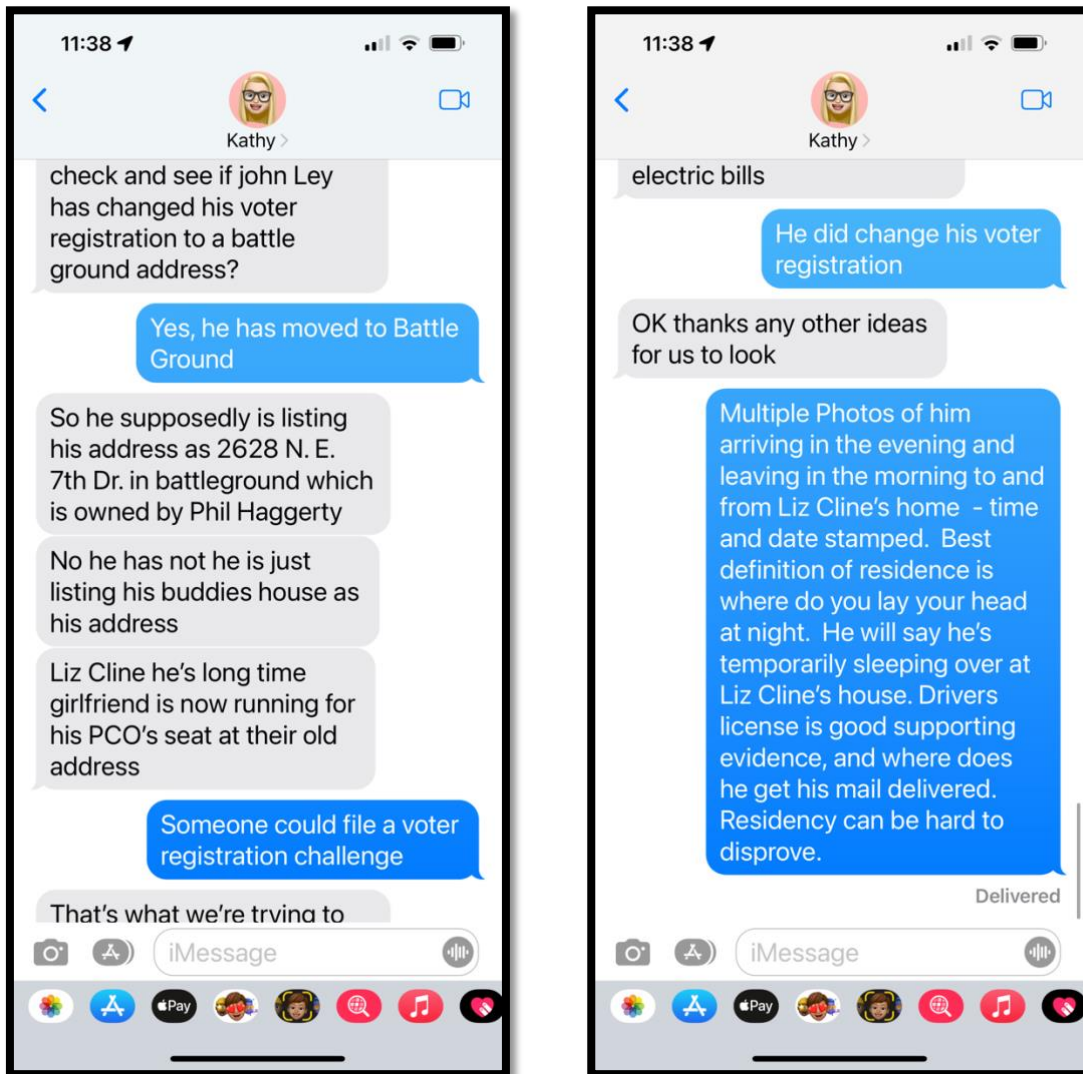 11:38
Kathy
check and see if john Ley
has changed his voter
registration to a battle
ground address?
Yes, he has moved to Battle
Ground
So he supposedly is listing
his address as 2628 N. E.
7th Dr. in battleground which
is owned by Phil Haggerty
No he has not he is just
listing his buddies house as
his address
Liz Cline he's long time
girlfriend is now running for
his PCO's seat at their old
address
Someone could file a voter
registration challenge
That's what we're trying to
iMessage
Pay
11:38
Kathy
electric bills
He did change his voter
registration
OK thanks any other ideas
for us to look
Multiple Photos of him
arriving in the evening and
leaving in the morning to and
from Liz Cline's home - time
and date stamped. Best
definition of residence is
where do you lay your head
at night. He will say he's
temporarily sleeping over at
Liz Cline's house. Drivers
license is good supporting
evidence, and where does
he get his mail delivered.
Residency can be hard to
disprove.
Delivered
iMessage
Pay